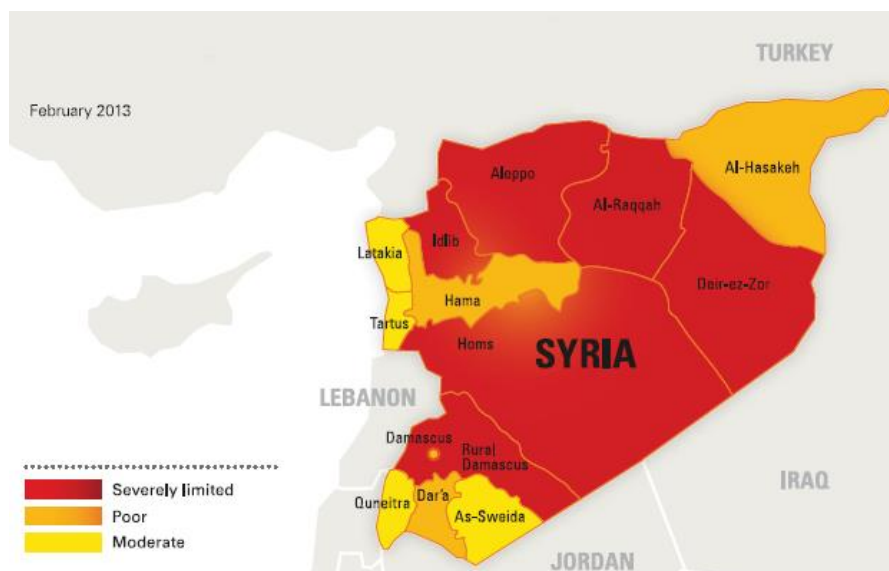 TURKEY
February 2013
Aleppo
Al-Hasakeh
Al-Raqqah
Idlib
Latakia
Deir-ez-Zor
Hama
Tartus
Homs
SYRIA
LEBANON
Damascus
Rural
Damascus
IRAQ
Severely limited
Quneitra
Dar'a
As-Sweida
Poor
Moderate
JORDAN